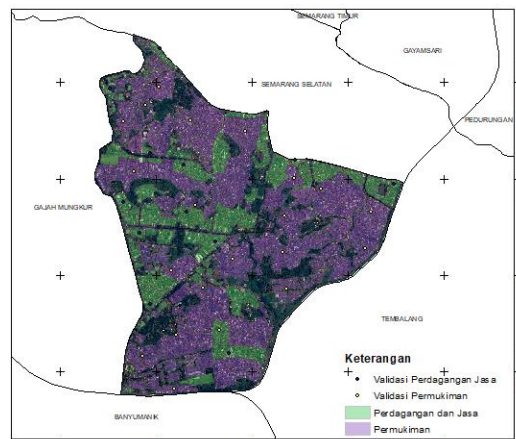 SEMARANG TIMUR
GAYAMSARI
SEMARANG SELATAN
PEDURUNGAN
GAJAH MUNGKUR
TEMBALANG
BANYUMANIK
Keterangan
Validasi Perdagangan Jasa
Validasi Permukiman
Perdagangan dan Jasa
Permukiman